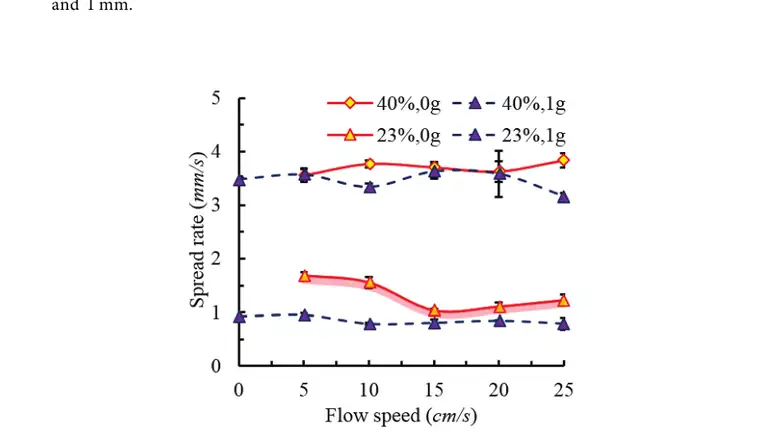 and 1 mm.
40%,0g 40%,1g
23%,0g 23%,1g
5
4
3
2
1
0
Spread rate (mm/s)
0 5 10 15 20 25
Flow speed (cm/s)